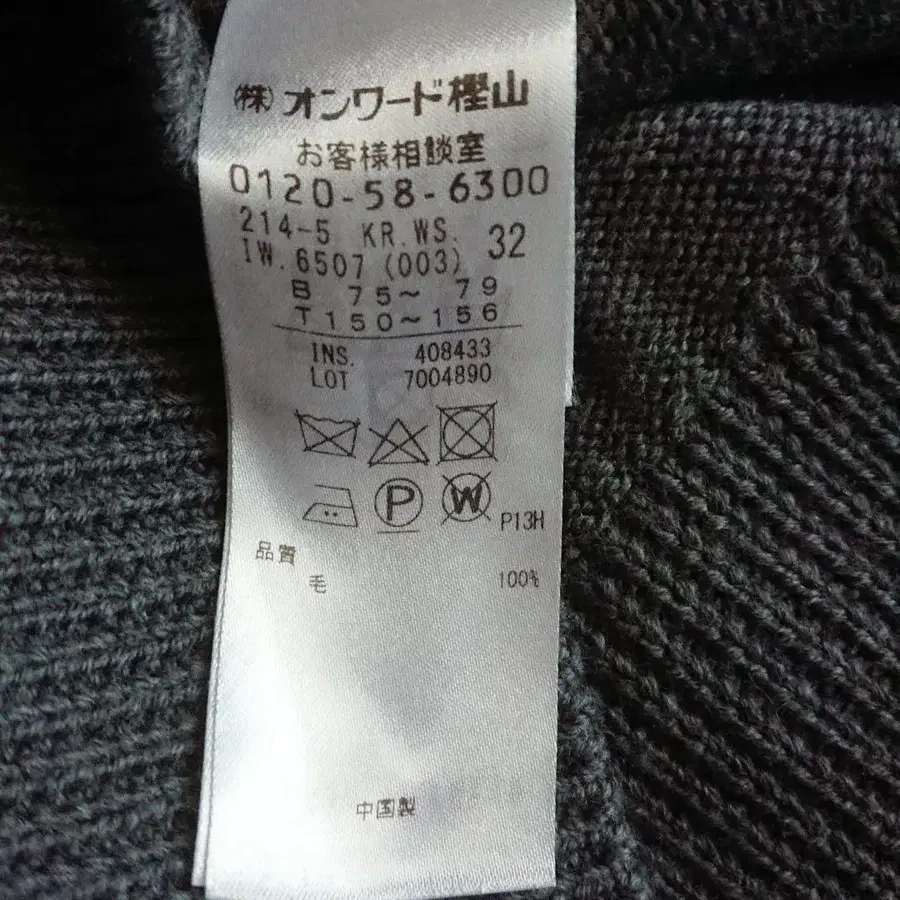 (株)オンワード樫山
お客様相談室
0120-58-6300
214-5 KR.WS. 32
IW.6507(003)
B 75～79
T 150～156
INS. 408433
LOT 7004890
P W P13H
品質
毛 100%
中国製